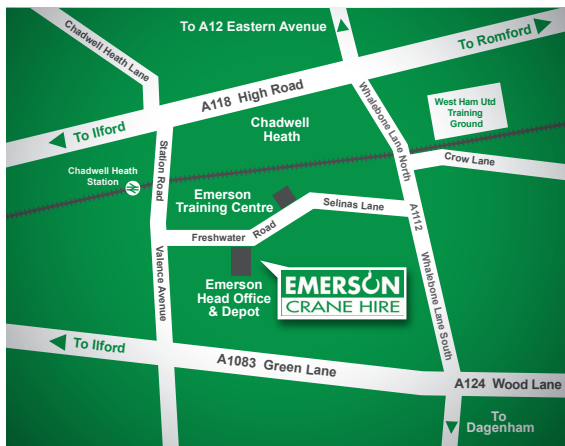 To A12 Eastern Avenue
To Romford
Chadwell Heath Lane
A118 High Road
West Ham Utd
Training
Ground
Chadwell
Heath
To Ilford
Whalebone Lane North
Station Road
Crow Lane
Chadwell Heath
Station
Emerson
Training Centre
Selinas Lane
A1112
Freshwater Road
Valence Avenue
Emerson
Head Office
& Depot
EMERSON
CRANE HIRE
Whalebone Lane South
To Ilford
A1083 Green Lane
A124 Wood Lane
To
Dagenham